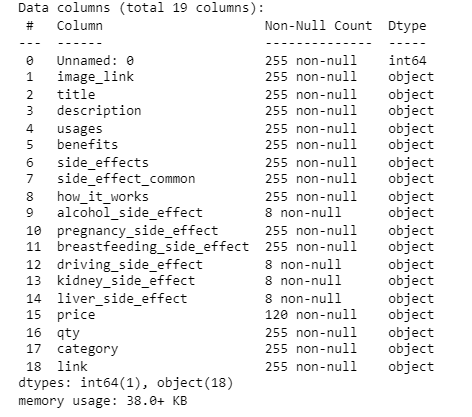 Data columns (total 19 columns):
 #   Column                     Non-Null Count  Dtype
---  ------                     --------------  -----
 0   Unnamed: 0                 255 non-null    int64
 1   image_link                 255 non-null    object
 2   title                      255 non-null    object
 3   description                255 non-null    object
 4   usages                     255 non-null    object
 5   benefits                   255 non-null    object
 6   side_effects               255 non-null    object
 7   side_effect_common         255 non-null    object
 8   how_it_works               255 non-null    object
 9   alcohol_side_effect        8 non-null      object
 10  pregnancy_side_effect      255 non-null    object
 11  breastfeeding_side_effect  255 non-null    object
 12  driving_side_effect        8 non-null      object
 13  kidney_side_effect         8 non-null      object
 14  liver_side_effect          8 non-null      object
 15  price                      120 non-null    object
 16  qty                        255 non-null    object
 17  category                   255 non-null    object
 18  link                       255 non-null    object
dtypes: int64(1), object(18)
memory usage: 38.0+ KB